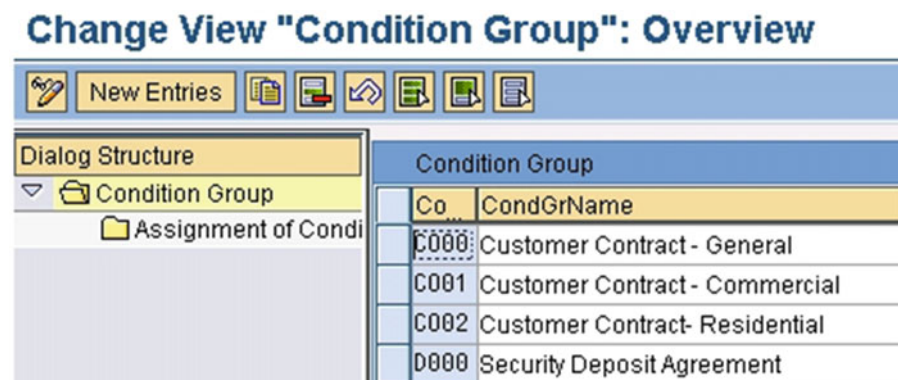 Change View "Condition Group": Overview
New Entries
Dialog Structure
Condition Group
Assignment of Condi
Condition Group
Co... CondGrName
C000 Customer Contract - General
C001 Customer Contract - Commercial
C002 Customer Contract- Residential
D000 Security Deposit Agreement